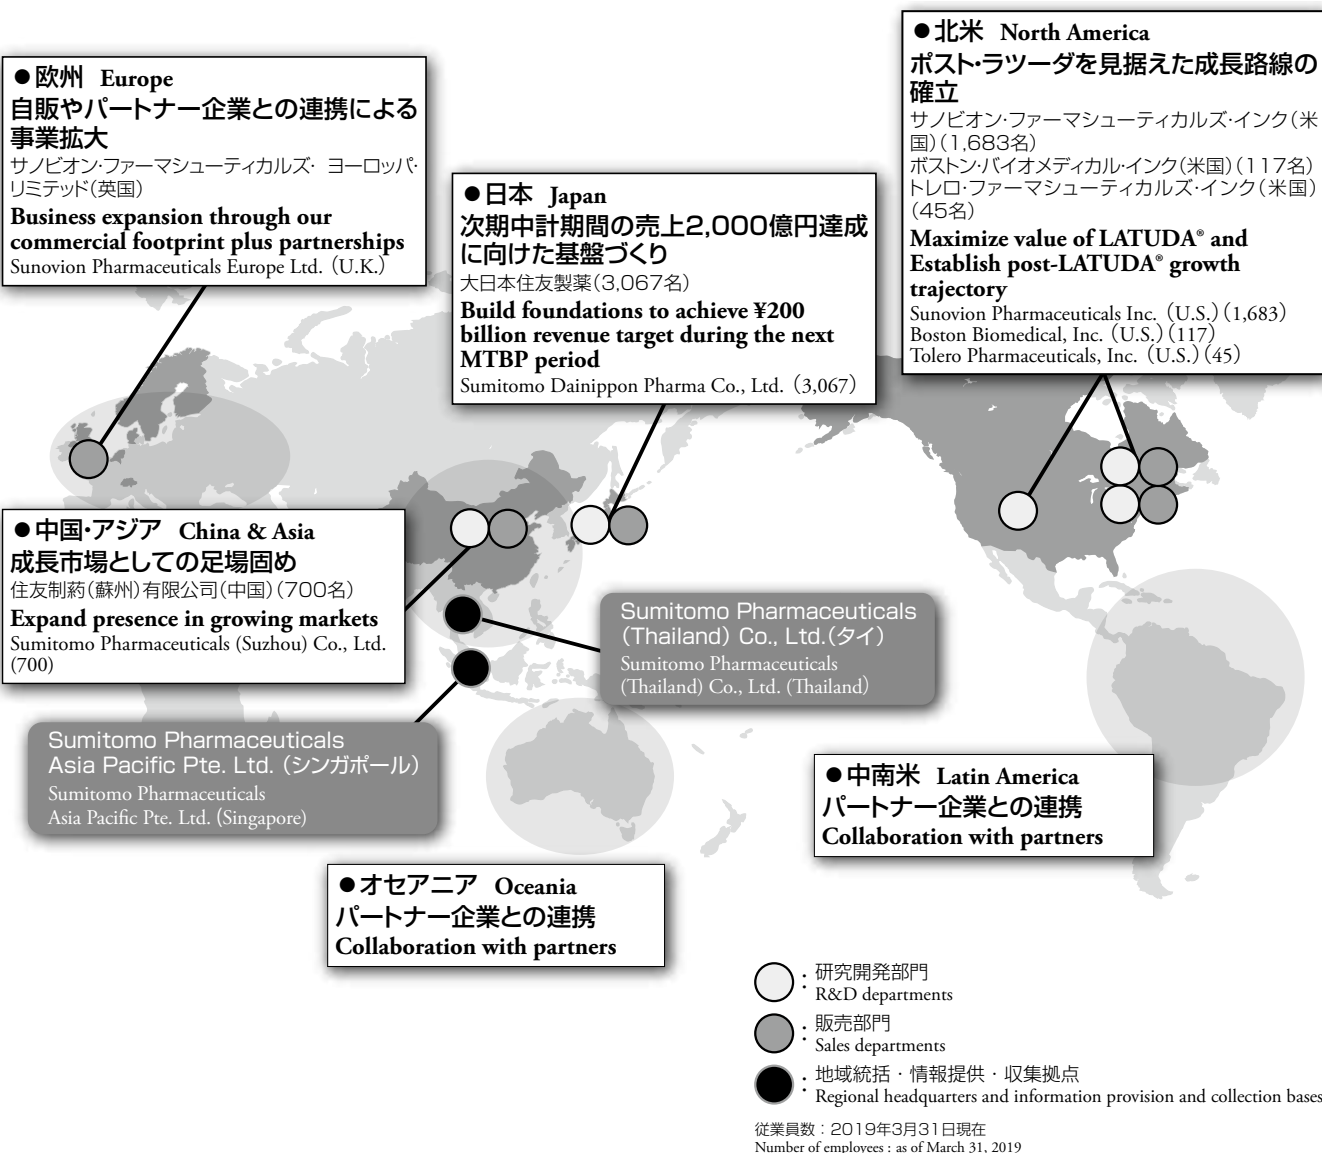 ●欧州 Europe
自販やパートナー企業との連携による
事業拡大
サノビオン・ファーマシューティカルズ・ ヨーロッパ・
リミテッド(英国)
Business expansion through our
commercial footprint plus partnerships
Sunovion Pharmaceuticals Europe Ltd. (U.K.)
●日本 Japan
次期中計期間の売上2,000億円達成
に向けた基盤づくり
大日本住友製薬(3,067名)
Build foundations to achieve ¥200
billion revenue target during the next
MTBP period
Sumitomo Dainippon Pharma Co., Ltd. (3,067)
●北米 North America
ポスト・ラツーダを見据えた成長路線の
確立
サノビオン・ファーマシューティカルズ・インク(米
国)(1,683名)
ボストン・バイオメディカル・インク(米国)(117名)
トレロ・ファーマシューティカルズ・インク(米国)
(45名)
Maximize value of LATUDA® and
Establish post-LATUDA® growth
trajectory
Sunovion Pharmaceuticals Inc. (U.S.)(1,683)
Boston Biomedical, Inc. (U.S.)(117)
Tolero Pharmaceuticals, Inc. (U.S.)(45)
●中国・アジア China & Asia
成長市場としての足場固め
住友制葯(蘇州)有限公司(中国)(700名)
Expand presence in growing markets
Sumitomo Pharmaceuticals (Suzhou) Co., Ltd.
(700)
Sumitomo Pharmaceuticals
(Thailand) Co., Ltd.(タイ)
Sumitomo Pharmaceuticals
(Thailand) Co., Ltd. (Thailand)
Sumitomo Pharmaceuticals
Asia Pacific Pte. Ltd. (シンガポール)
Sumitomo Pharmaceuticals
Asia Pacific Pte. Ltd. (Singapore)
●中南米 Latin America
パートナー企業との連携
Collaboration with partners
●オセアニア Oceania
パートナー企業との連携
Collaboration with partners
：研究開発部門
R&D departments
：販売部門
Sales departments
：地域統括・情報提供・収集拠点
Regional headquarters and information provision and collection bases
従業員数：2019年3月31日現在
Number of employees : as of March 31, 2019